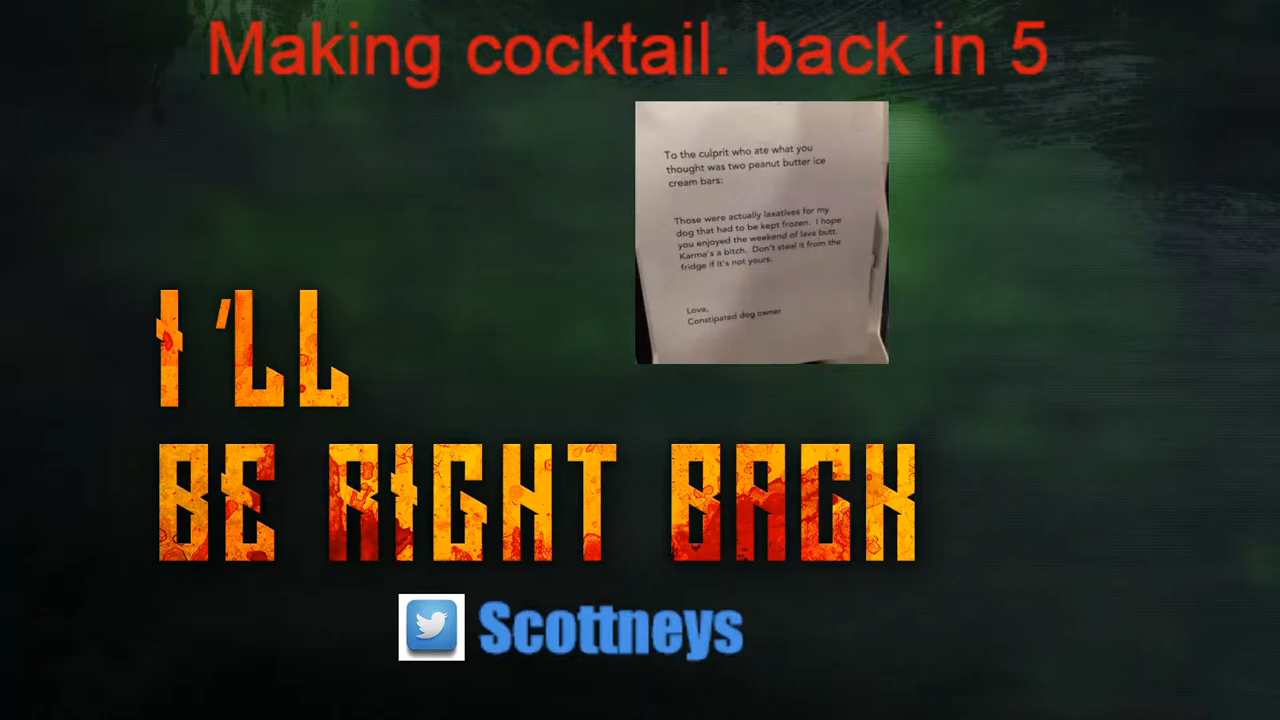 Making cocktail. back in 5
To the culprit who ate what you
thought was two peanut butter ice
cream bars:
Those were actually laxatives for my
dog that had to be kept frozen. I hope
you enjoyed the weekend of lava butt.
Karma's a bitch. Don't steal it from the
fridge if it's not yours.
Love,
Constipated dog owner
I'LL
BE RIGHT BACK
Scottneys